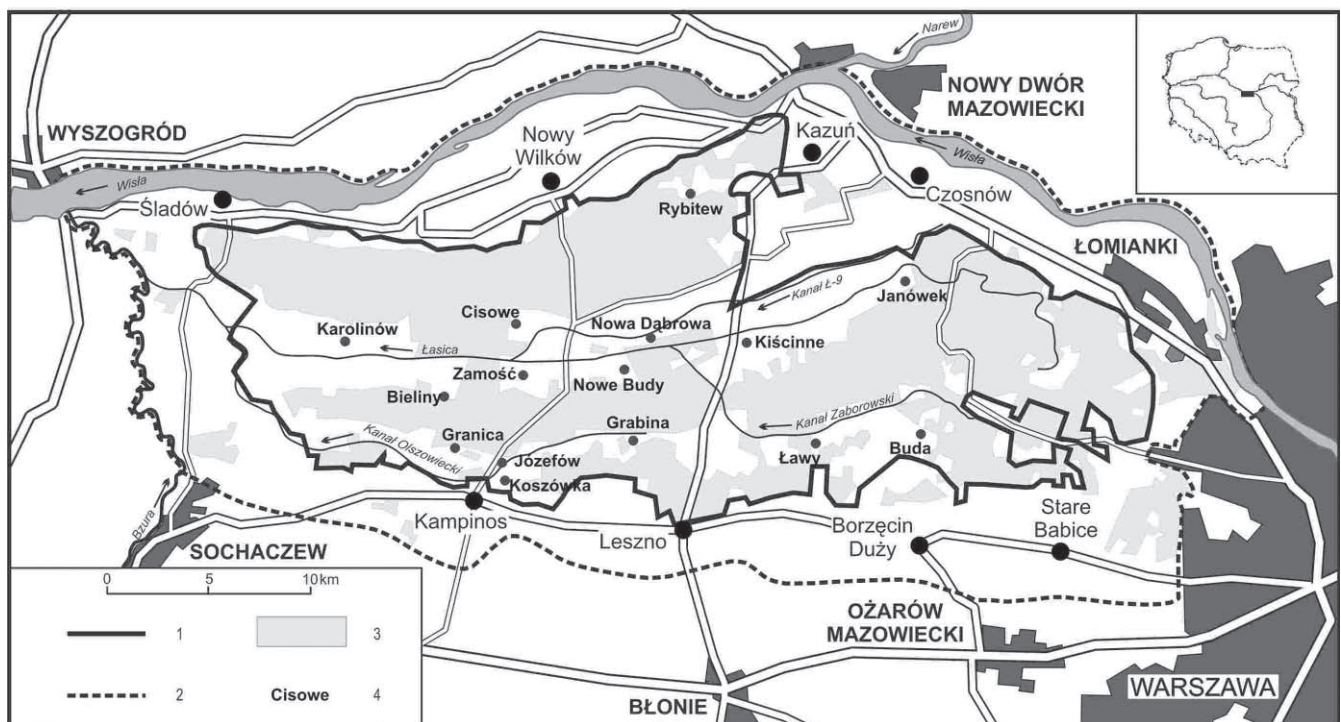 Narew
NOWY DWÓR
MAZOWIECKI
WYSZOGRÓD
Nowy
Wilków
Kazuń
Wisła
Wisła
Czosnów
Śladów
Rybitew
ŁOMIANKI
Kanał Ł-9
Janówek
Cisowe
Nowa Dąbrowa
Karolinów
Kiścinne
Łasica
Zamość
Nowe Budy
Bieliny
Kanał Zaborowski
Grabina
Granica
Kanał Olszowiecki
Buda
Ławy
Józefów
Koszówka
Bzura
Kampinos
Stare
Babice
Borzęcin
Duży
Leszno
SOCHACZEW
0 5 10 km
OŻARÓW
MAZOWIECKI
1 3
2 Cisowe 4
WARSZAWA
BŁONIE